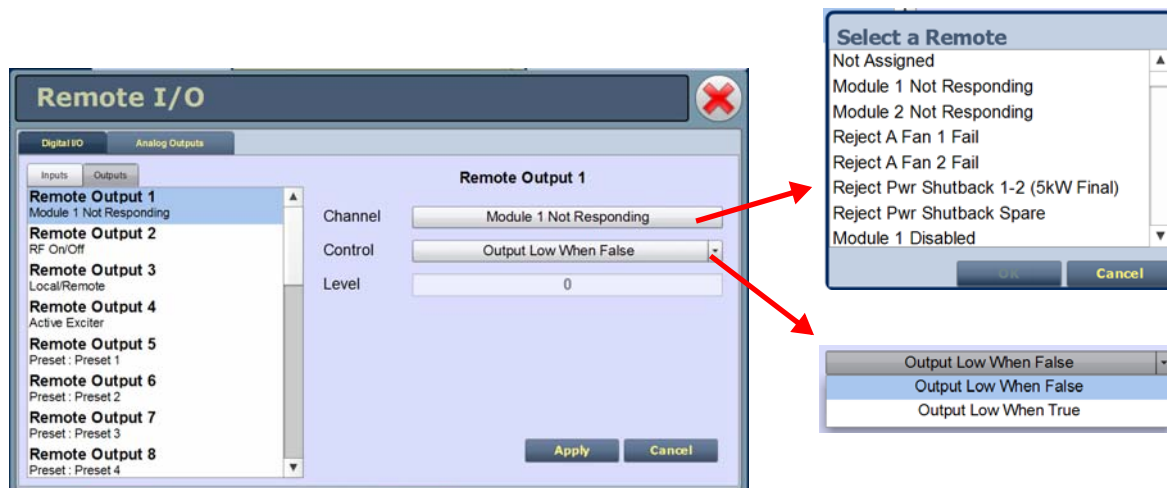 Remote I/O
Digital I/O
Analog Outputs
Inputs
Outputs
Remote Output 1
Module 1 Not Responding
Remote Output 2
RF On/Off
Remote Output 3
Local/Remote
Remote Output 4
Active Exciter
Remote Output 5
Preset : Preset 1
Remote Output 6
Preset : Preset 2
Remote Output 7
Preset : Preset 3
Remote Output 8
Preset : Preset 4
Remote Output 1
Channel
Module 1 Not Responding
Control
Output Low When False
Level
0
Apply
Cancel
Select a Remote
Not Assigned
Module 1 Not Responding
Module 2 Not Responding
Reject A Fan 1 Fail
Reject A Fan 2 Fail
Reject Pwr Shutback 1-2 (5kW Final)
Reject Pwr Shutback Spare
Module 1 Disabled
OK
Cancel
Output Low When False
Output Low When False
Output Low When True